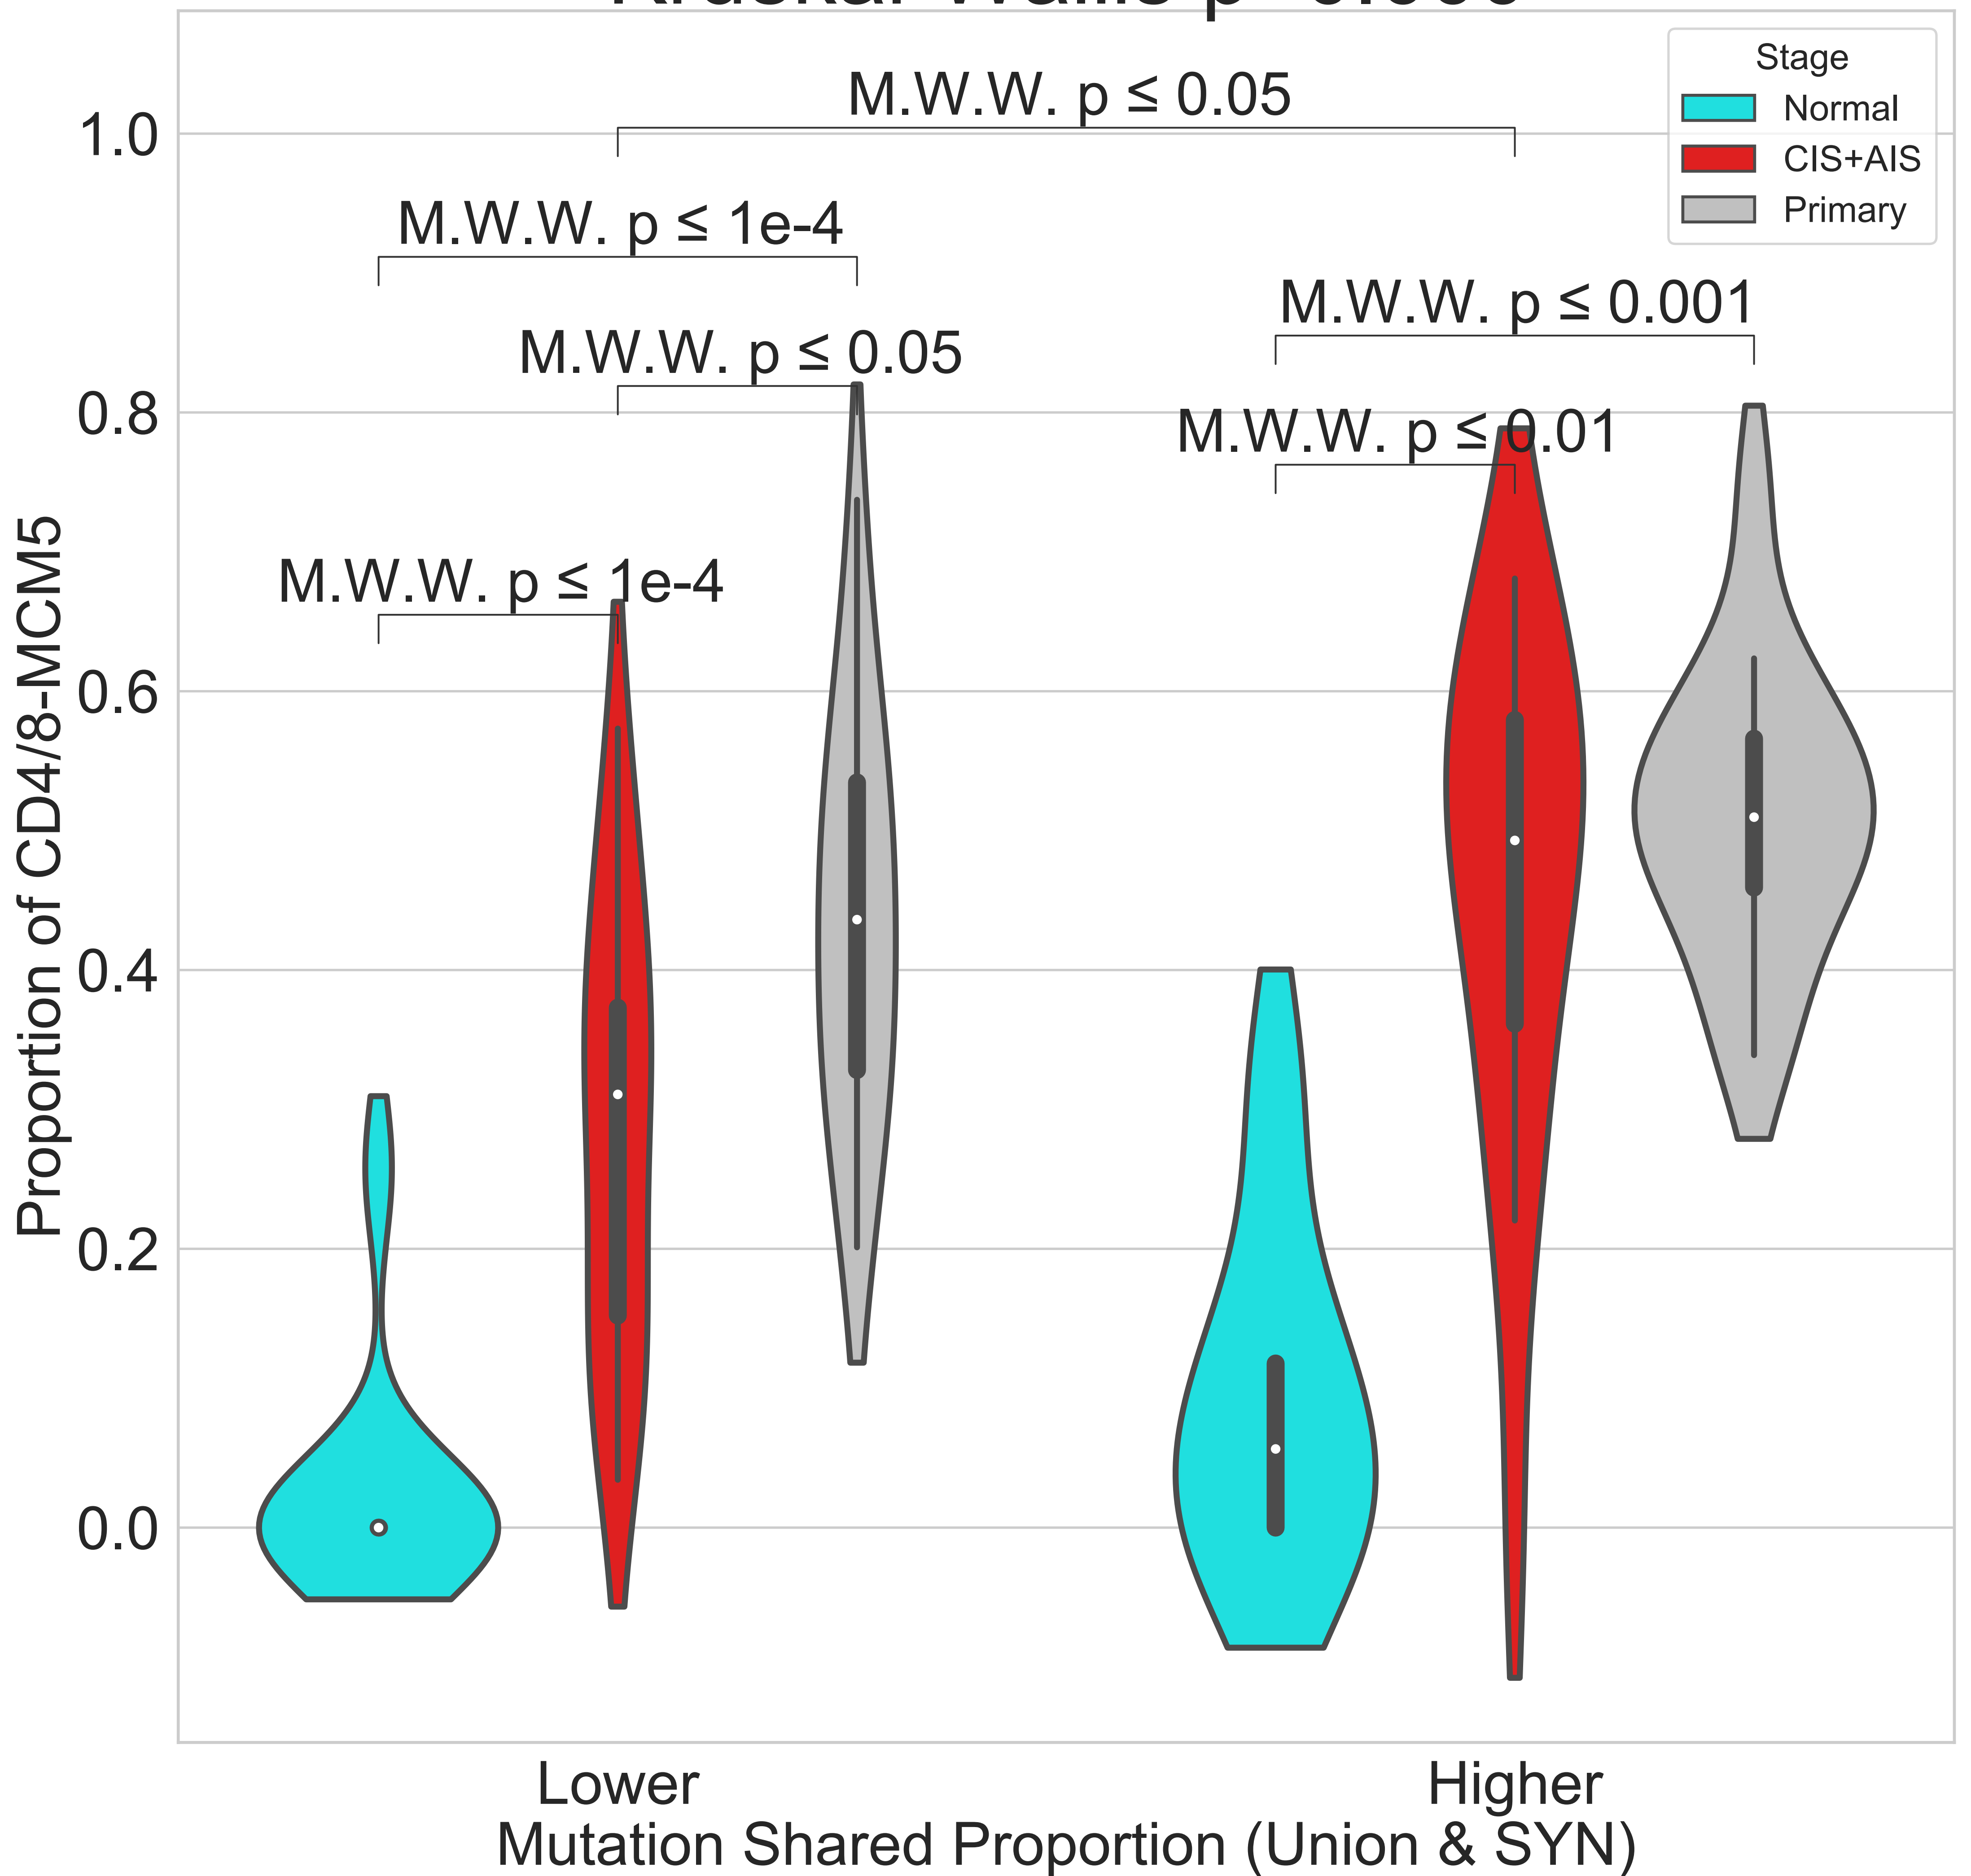 Stage
Normal
CIS+AIS
Primary
M.W.W. p ≤ 0.05
M.W.W. p ≤ 1e-4
M.W.W. p ≤ 0.001
M.W.W. p ≤ 0.05
M.W.W. p ≤ 0.01
M.W.W. p ≤ 1e-4
1.0
0.8
0.6
0.4
0.2
0.0
Proportion of CD4/8-MCM5
Lower
Higher
Mutation Shared Proportion (Union & SYN)